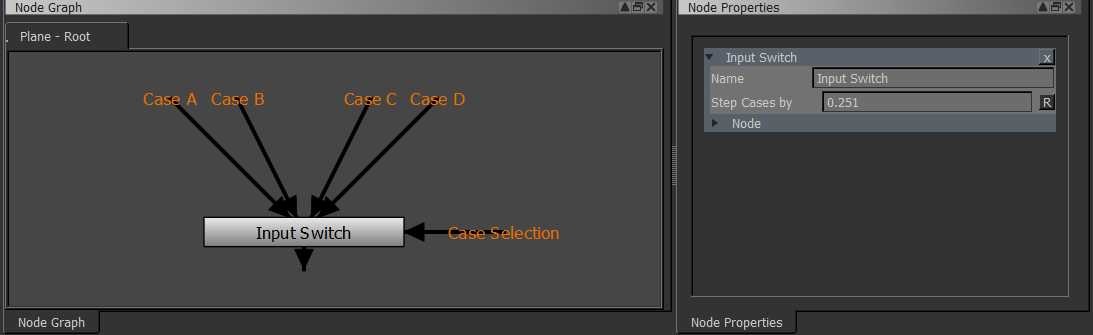 Node Graph
Plane - Root
Case A Case B Case C Case D
Input Switch
Case Selection
Node Graph
Node Properties
Input Switch x
Name Input Switch
Step Cases by 0.251 R
Node
Node Properties